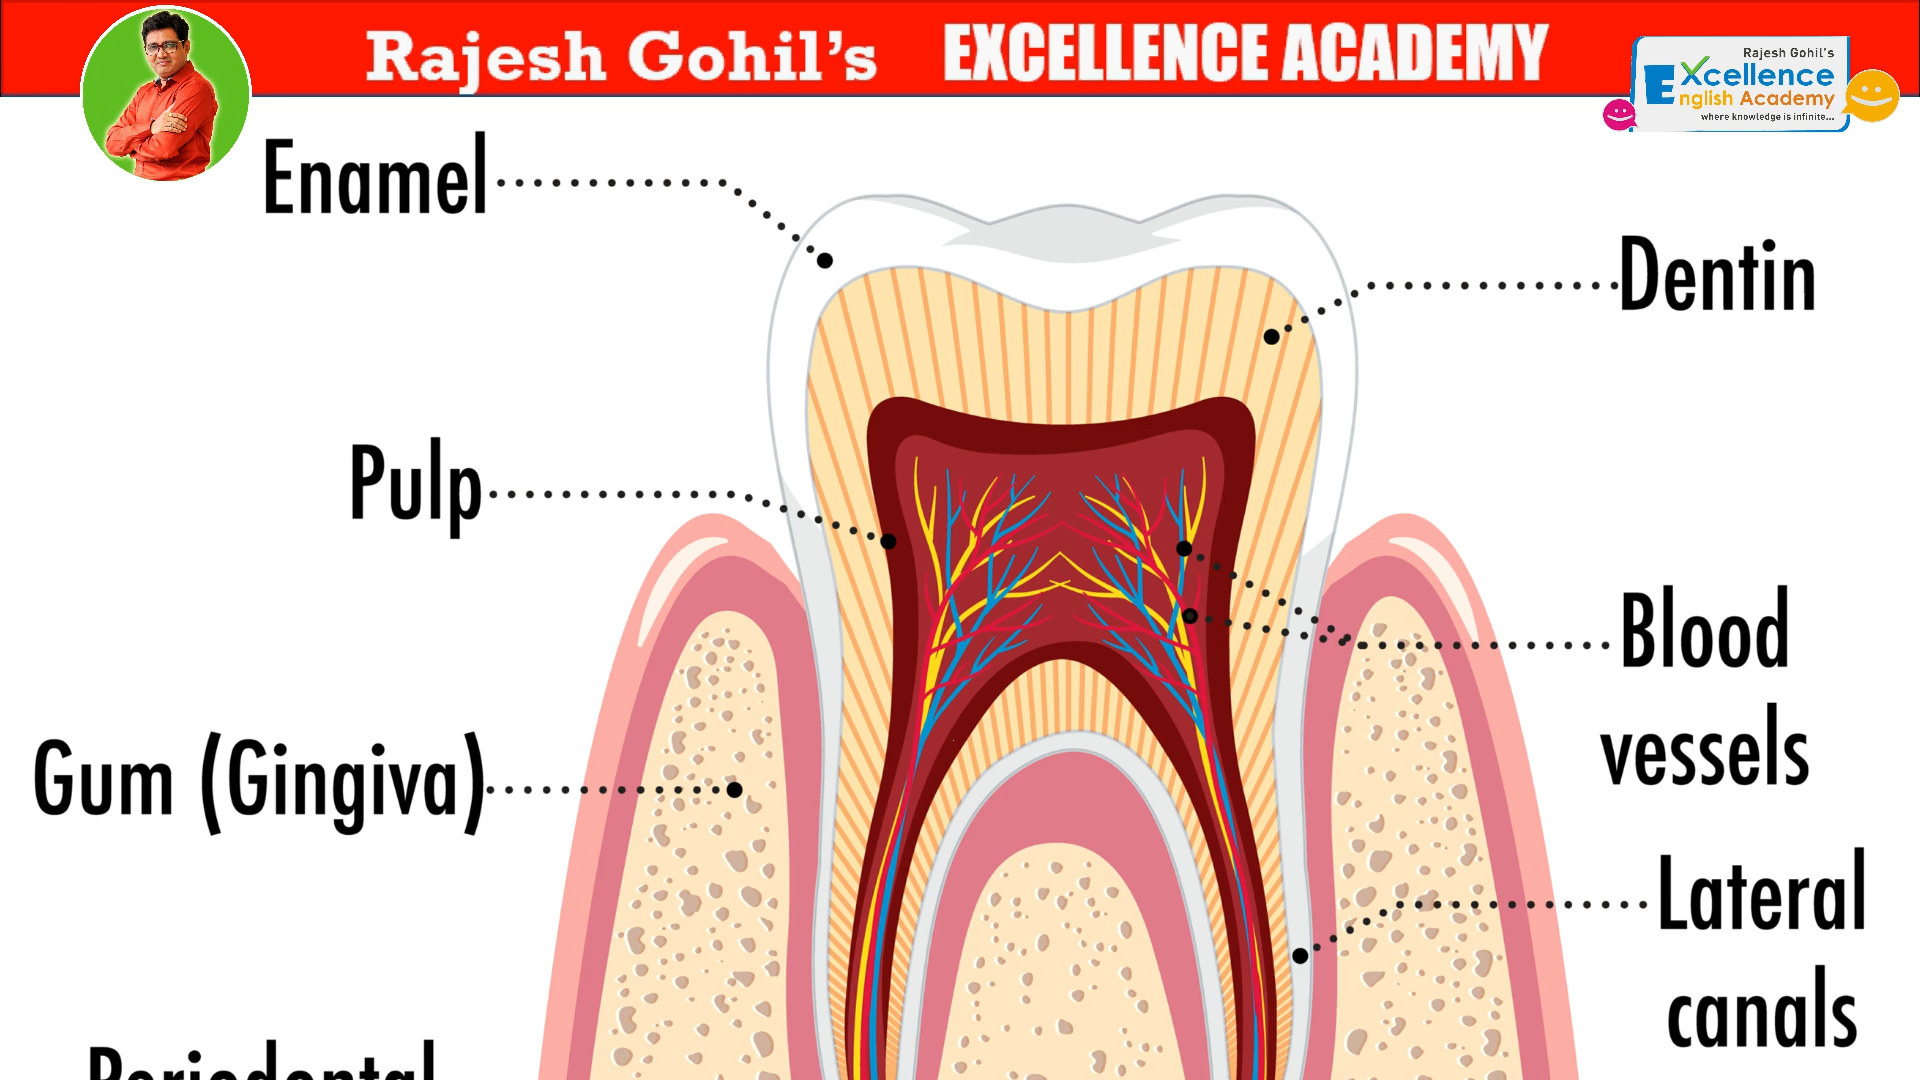 Rajesh Gohil's EXCELLENCE ACADEMY
Rajesh Gohil's
Excellence
English Academy
where knowledge is infinite...
Enamel
Dentin
Pulp
Blood
vessels
Gum (Gingiva)
Lateral
canals
Periodontal